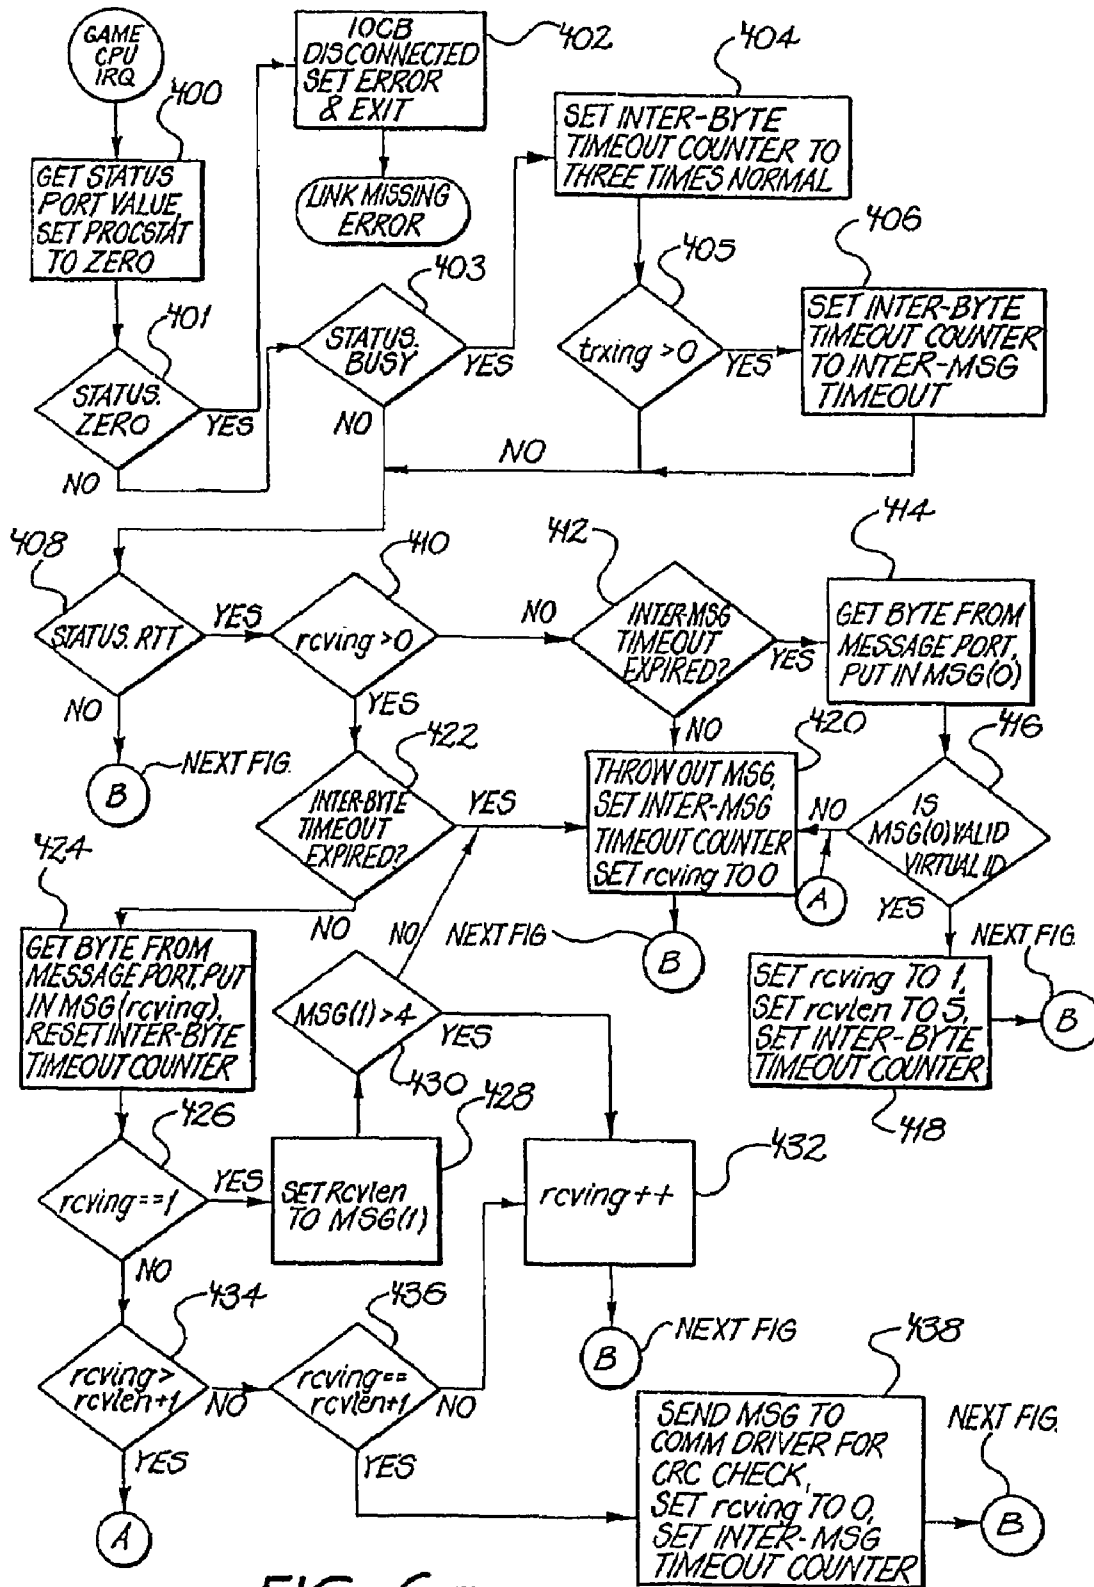 GAME
CPU
IRQ
400
GET STATUS
PORT VALUE,
SET PROCSTAT
TO ZERO
401
STATUS.
ZERO
YES
NO
IOCB
DISCONNECTED
SET ERROR
& EXIT
402
LINK MISSING
ERROR
403
STATUS.
BUSY
YES
NO
404
SET INTER-BYTE
TIMEOUT COUNTER TO
THREE TIMES NORMAL
405
trxing >0
YES
NO
406
SET INTER-BYTE
TIMEOUT COUNTER
TO INTER-MSG
TIMEOUT
408
STATUS. RTT
YES
NO
B
NEXT FIG.
410
rcving >0
NO
YES
412
INTER-MSG
TIMEOUT
EXPIRED?
YES
NO
414
GET BYTE FROM
MESSAGE PORT,
PUT IN MSG(0)
416
IS
MSG(0) VALID
VIRTUAL ID
NO
YES
A
420
THROW OUT MSG,
SET INTER-MSG
TIMEOUT COUNTER
SET rcving TO 0
NEXT FIG
B
422
INTER-BYTE
TIMEOUT
EXPIRED?
YES
NO
SET rcving TO 1,
SET rcvlen TO 5,
SET INTER-BYTE
TIMEOUT COUNTER
418
NEXT FIG.
B
424
GET BYTE FROM
MESSAGE PORT, PUT
IN MSG(rcving),
RESET INTER-BYTE
TIMEOUT COUNTER
426
rcving==1
YES
NO
428
SET Rcvlen
TO MSG(1)
MSG(1)>4
430
NO
YES
432
rcving++
B
NEXT FIG
434
rcving>
rcvlen+1
NO
YES
A
436
rcving==
rcvlen+1
NO
YES
438
SEND MSG TO
COMM DRIVER FOR
CRC CHECK,
SET rcving TO 0,
SET INTER-MSG
TIMEOUT COUNTER
NEXT FIG.
B